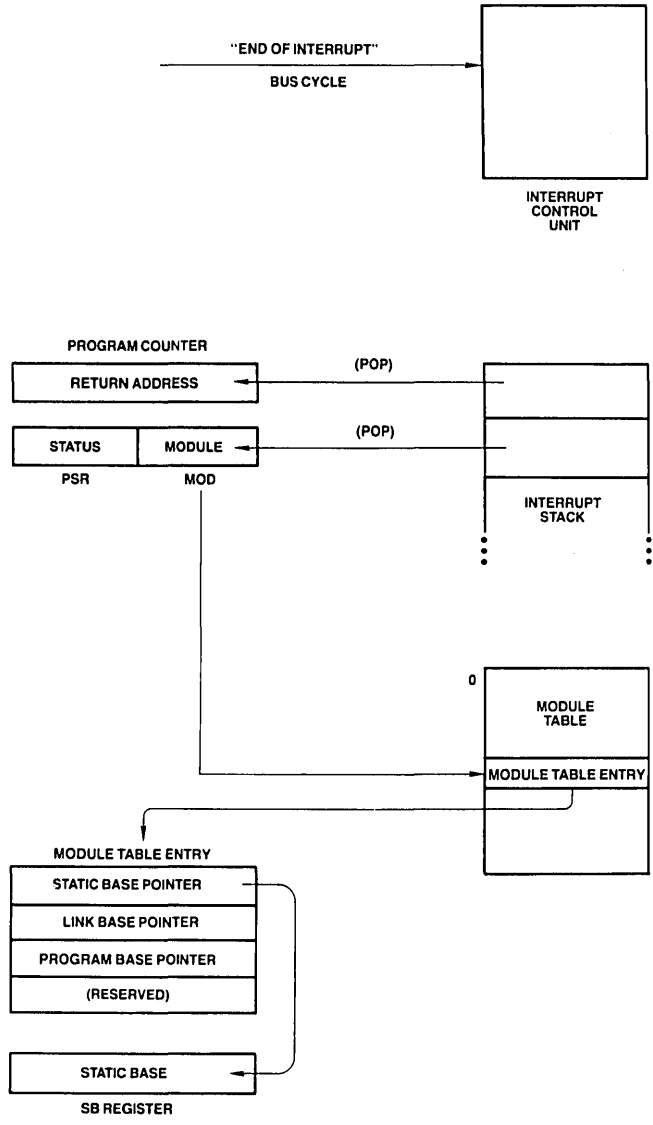 "END OF INTERRUPT"
BUS CYCLE
INTERRUPT
CONTROL
UNIT
PROGRAM COUNTER
RETURN ADDRESS
(POP)
STATUS
MODULE
(POP)
PSR
MOD
INTERRUPT
STACK
0
MODULE
TABLE
MODULE TABLE ENTRY
MODULE TABLE ENTRY
STATIC BASE POINTER
LINK BASE POINTER
PROGRAM BASE POINTER
(RESERVED)
STATIC BASE
SB REGISTER